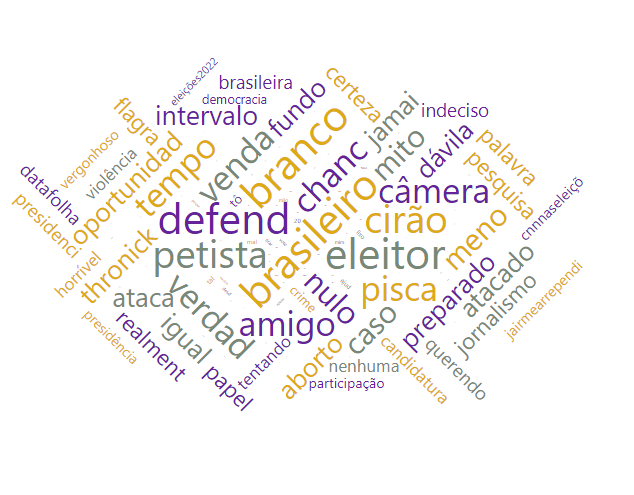 eleições2022
brasileira
democracia
intervalo
fundo
certeza
jamai
indeciso
flagra
oportunidad
tempo
venda
branco
chanc
mito
dávila
palavra
pesquisa
vergonhoso
violência
datafolha
presidenci
tô
defend
brasileiro
câmera
cirão
meno
cnnnaseleiçõ
horrível
thronick
petista
eleitor
ataca
verdad
nulo
pisca
preparado
atacado
jornalismo
jairmearrependi
presidência
realment
igual
papel
amigo
crime
caso
tentando
aborto
nenhuma
participação
candidatura
querendo